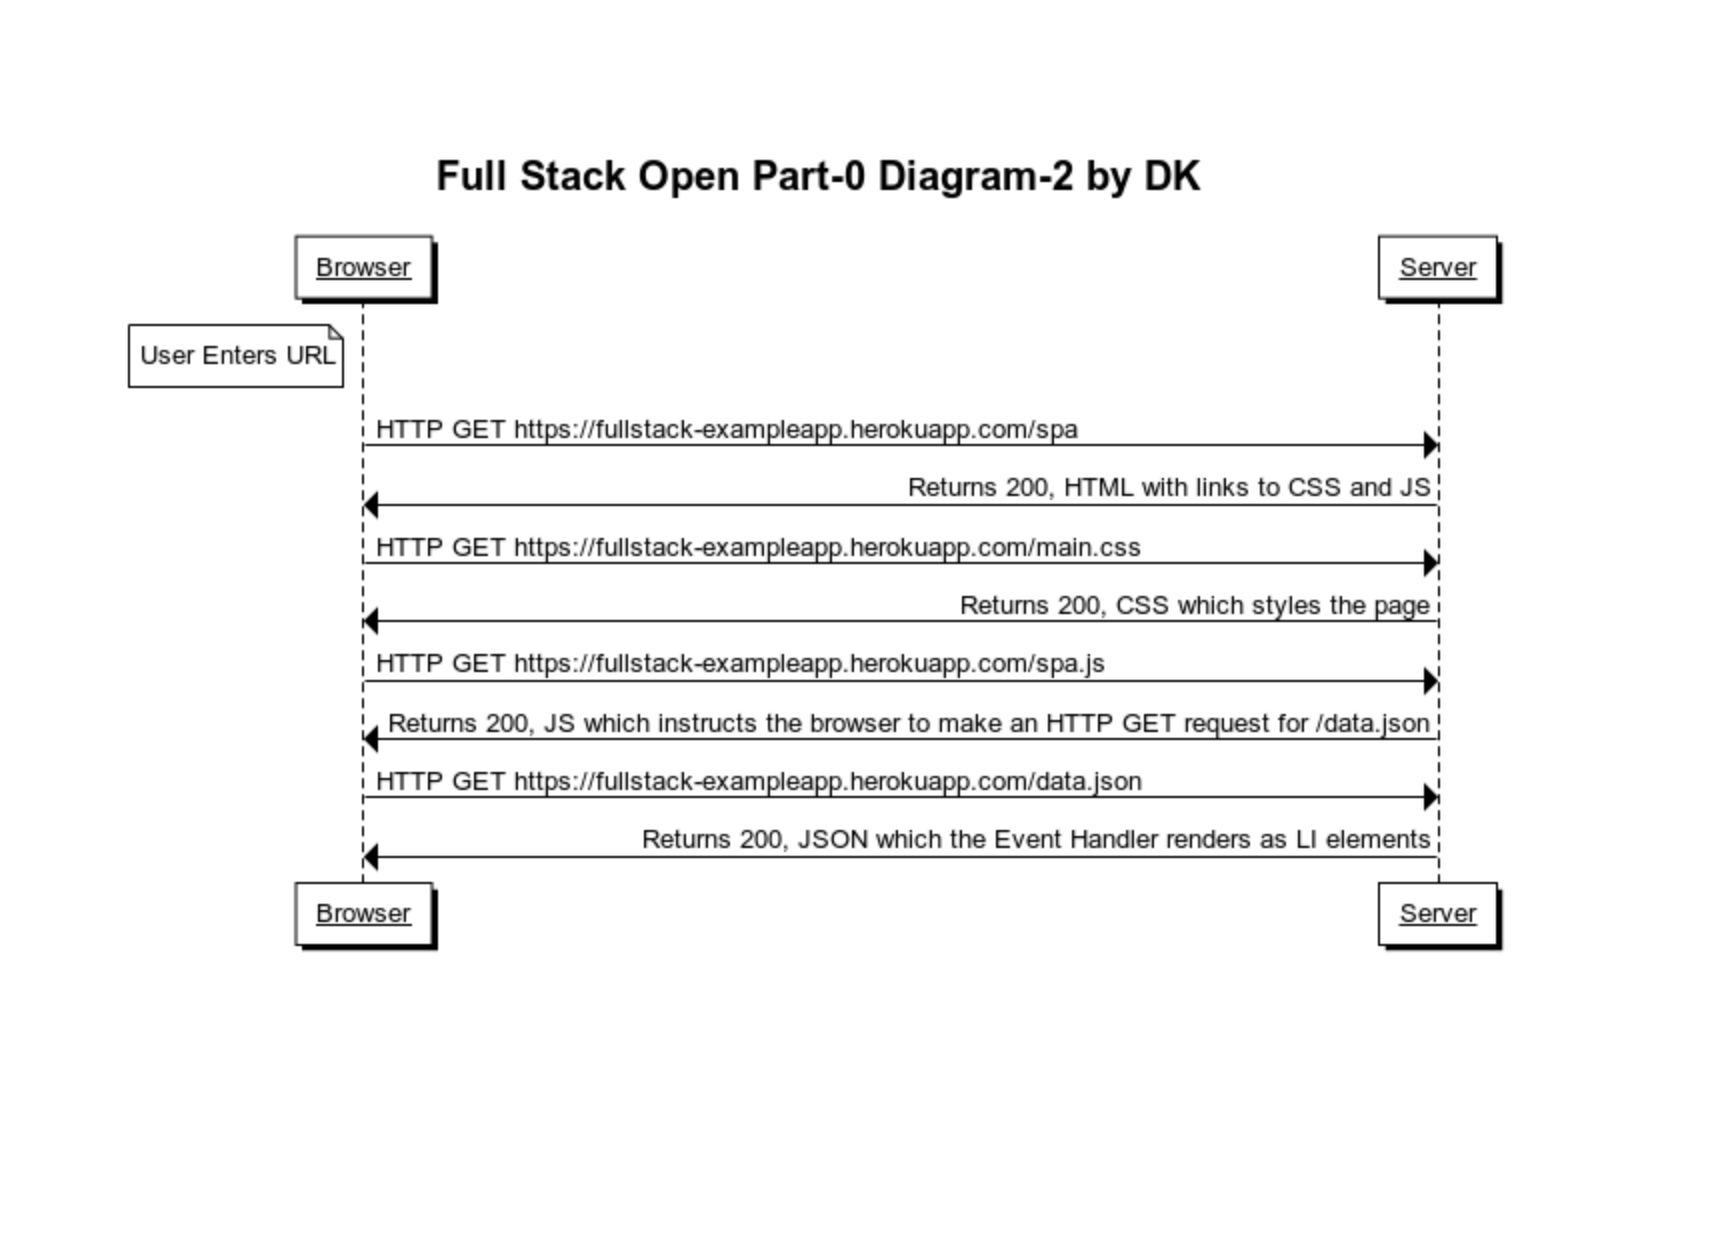 Full Stack Open Part-0 Diagram-2 by DK
Browser
Server
User Enters URL
HTTP GET https://fullstack-exampleapp.herokuapp.com/spa
Returns 200, HTML with links to CSS and JS
HTTP GET https://fullstack-exampleapp.herokuapp.com/main.css
Returns 200, CSS which styles the page
HTTP GET https://fullstack-exampleapp.herokuapp.com/spa.js
Returns 200, JS which instructs the browser to make an HTTP GET request for /data.json
HTTP GET https://fullstack-exampleapp.herokuapp.com/data.json
Returns 200, JSON which the Event Handler renders as LI elements
Browser
Server